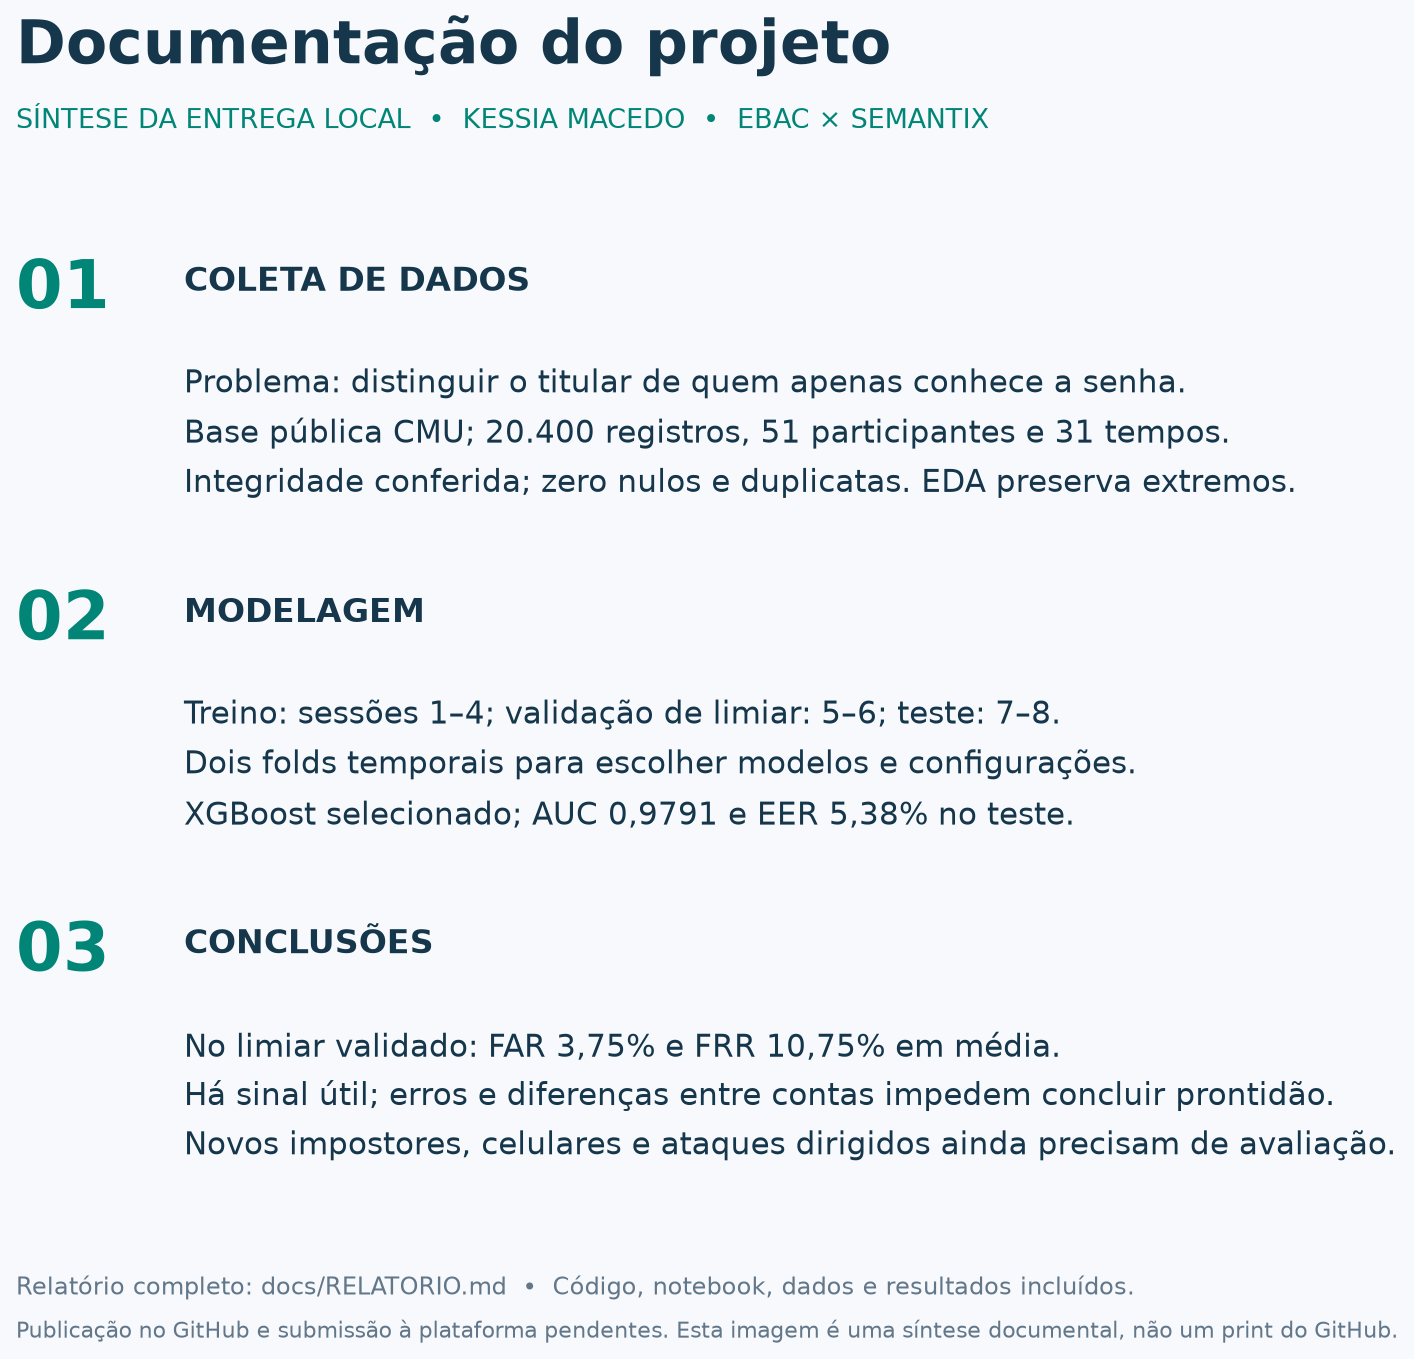 Documentação do projeto
SÍNTESE DA ENTREGA LOCAL • KESSIA MACEDO • EBAC × SEMANTIX
01 COLETA DE DADOS
Problema: distinguir o titular de quem apenas conhece a senha.
Base pública CMU; 20.400 registros, 51 participantes e 31 tempos.
Integridade conferida; zero nulos e duplicatas. EDA preserva extremos.
02 MODELAGEM
Treino: sessões 1–4; validação de limiar: 5–6; teste: 7–8.
Dois folds temporais para escolher modelos e configurações.
XGBoost selecionado; AUC 0,9791 e EER 5,38% no teste.
03 CONCLUSÕES
No limiar validado: FAR 3,75% e FRR 10,75% em média.
Há sinal útil; erros e diferenças entre contas impedem concluir prontidão.
Novos impostores, celulares e ataques dirigidos ainda precisam de avaliação.
Relatório completo: docs/RELATORIO.md • Código, notebook, dados e resultados incluídos.
Publicação no GitHub e submissão à plataforma pendentes. Esta imagem é uma síntese documental, não um print do GitHub.